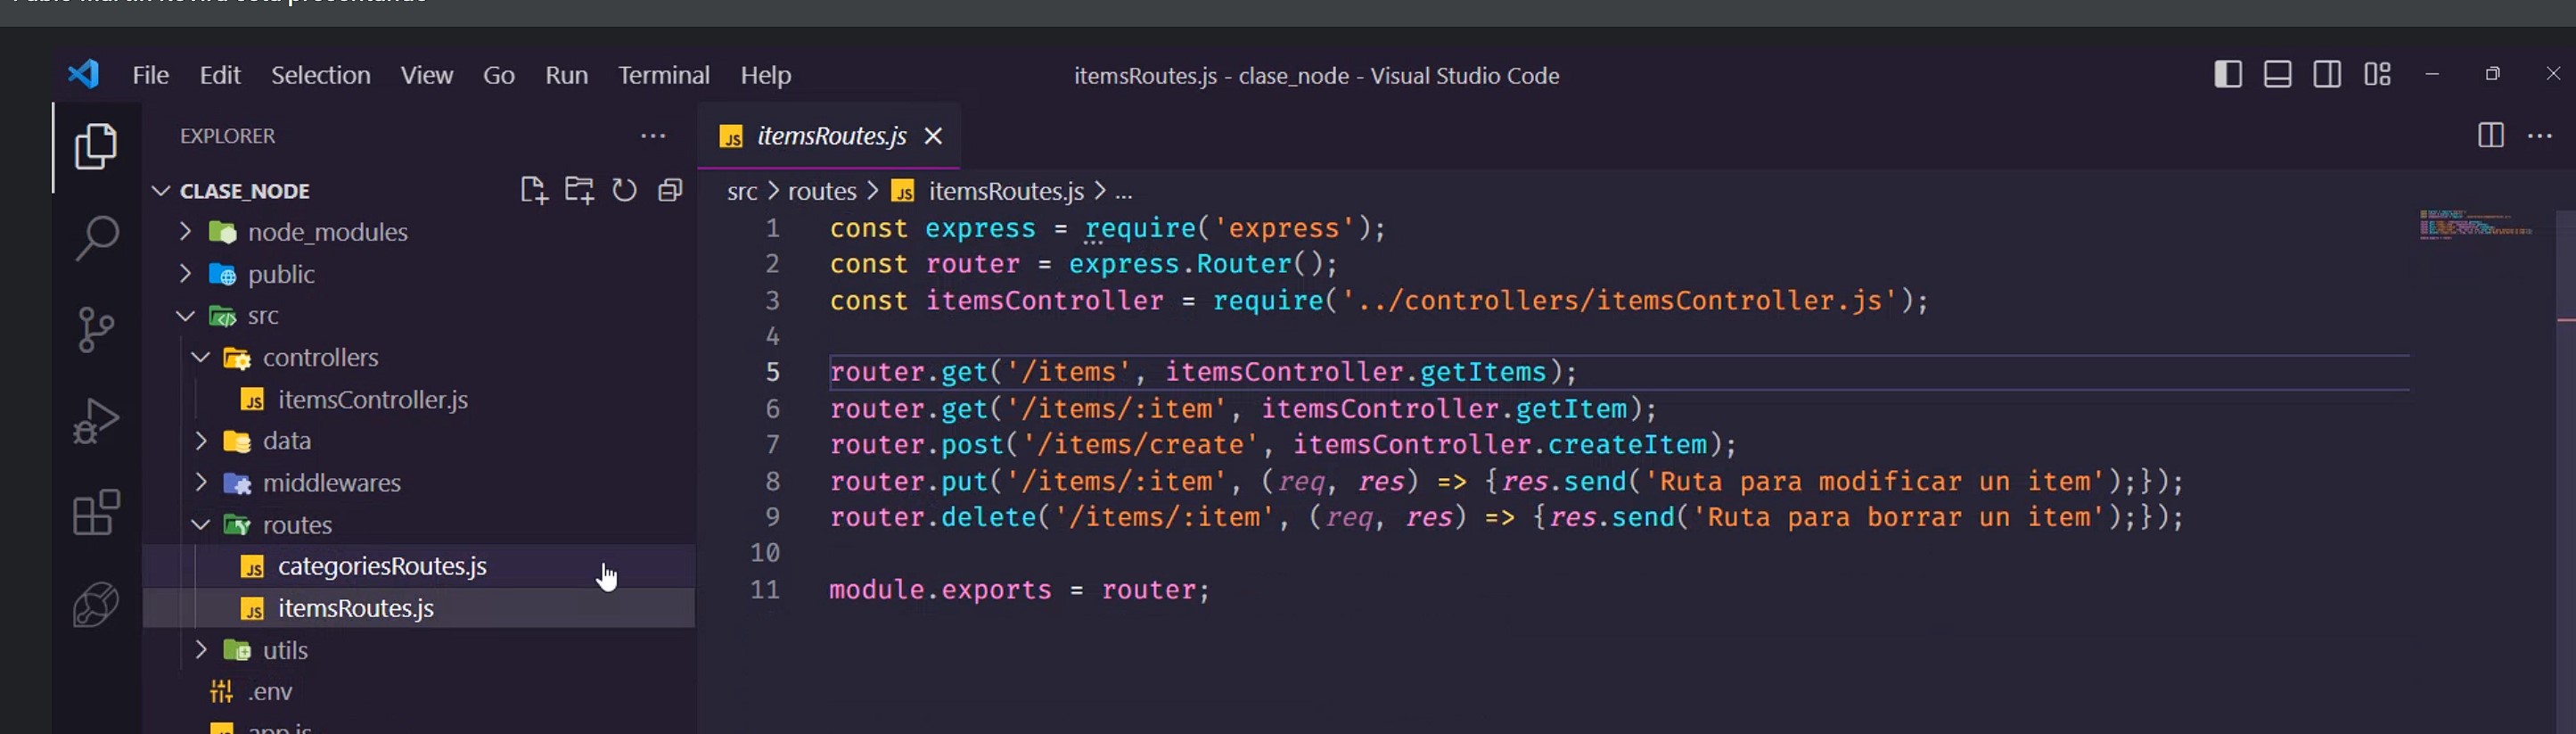 File Edit Selection View Go Run Terminal Help
itemsRoutes.js - clase_node - Visual Studio Code
EXPLORER
CLASE_NODE
node_modules
public
src
controllers
itemsController.js
data
middlewares
routes
categoriesRoutes.js
itemsRoutes.js
utils
.env
app.js
JS itemsRoutes.js
src > routes > JS itemsRoutes.js > ...
1 const express = require('express');
2 const router = express.Router();
3 const itemsController = require('../controllers/itemsController.js');
4
5 router.get('/items', itemsController.getItems);
6 router.get('/items/:item', itemsController.getItem);
7 router.post('/items/create', itemsController.createItem);
8 router.put('/items/:item', (req, res) => {res.send('Ruta para modificar un item');});
9 router.delete('/items/:item', (req, res) => {res.send('Ruta para borrar un item');});
10
11 module.exports = router;